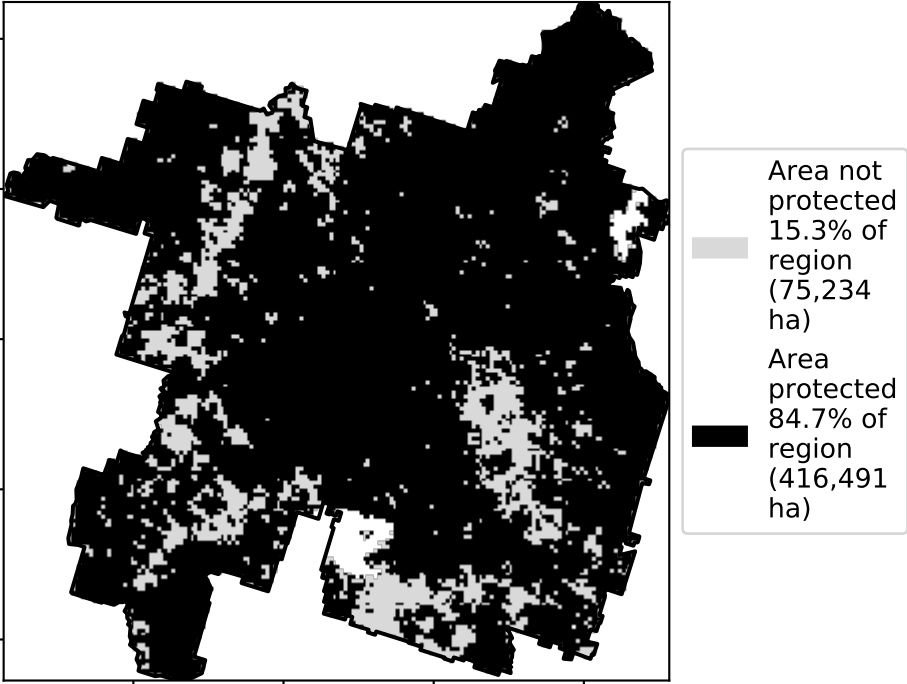 Area not
protected
15.3% of
region
(75,234
ha)
Area
protected
84.7% of
region
(416,491
ha)